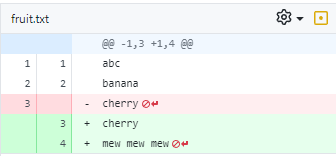 fruit.txt
@@ -1,3 +1,4 @@
1 1 abc
2 2 banana
3 - cherry
3 + cherry
4 + mew mew mew